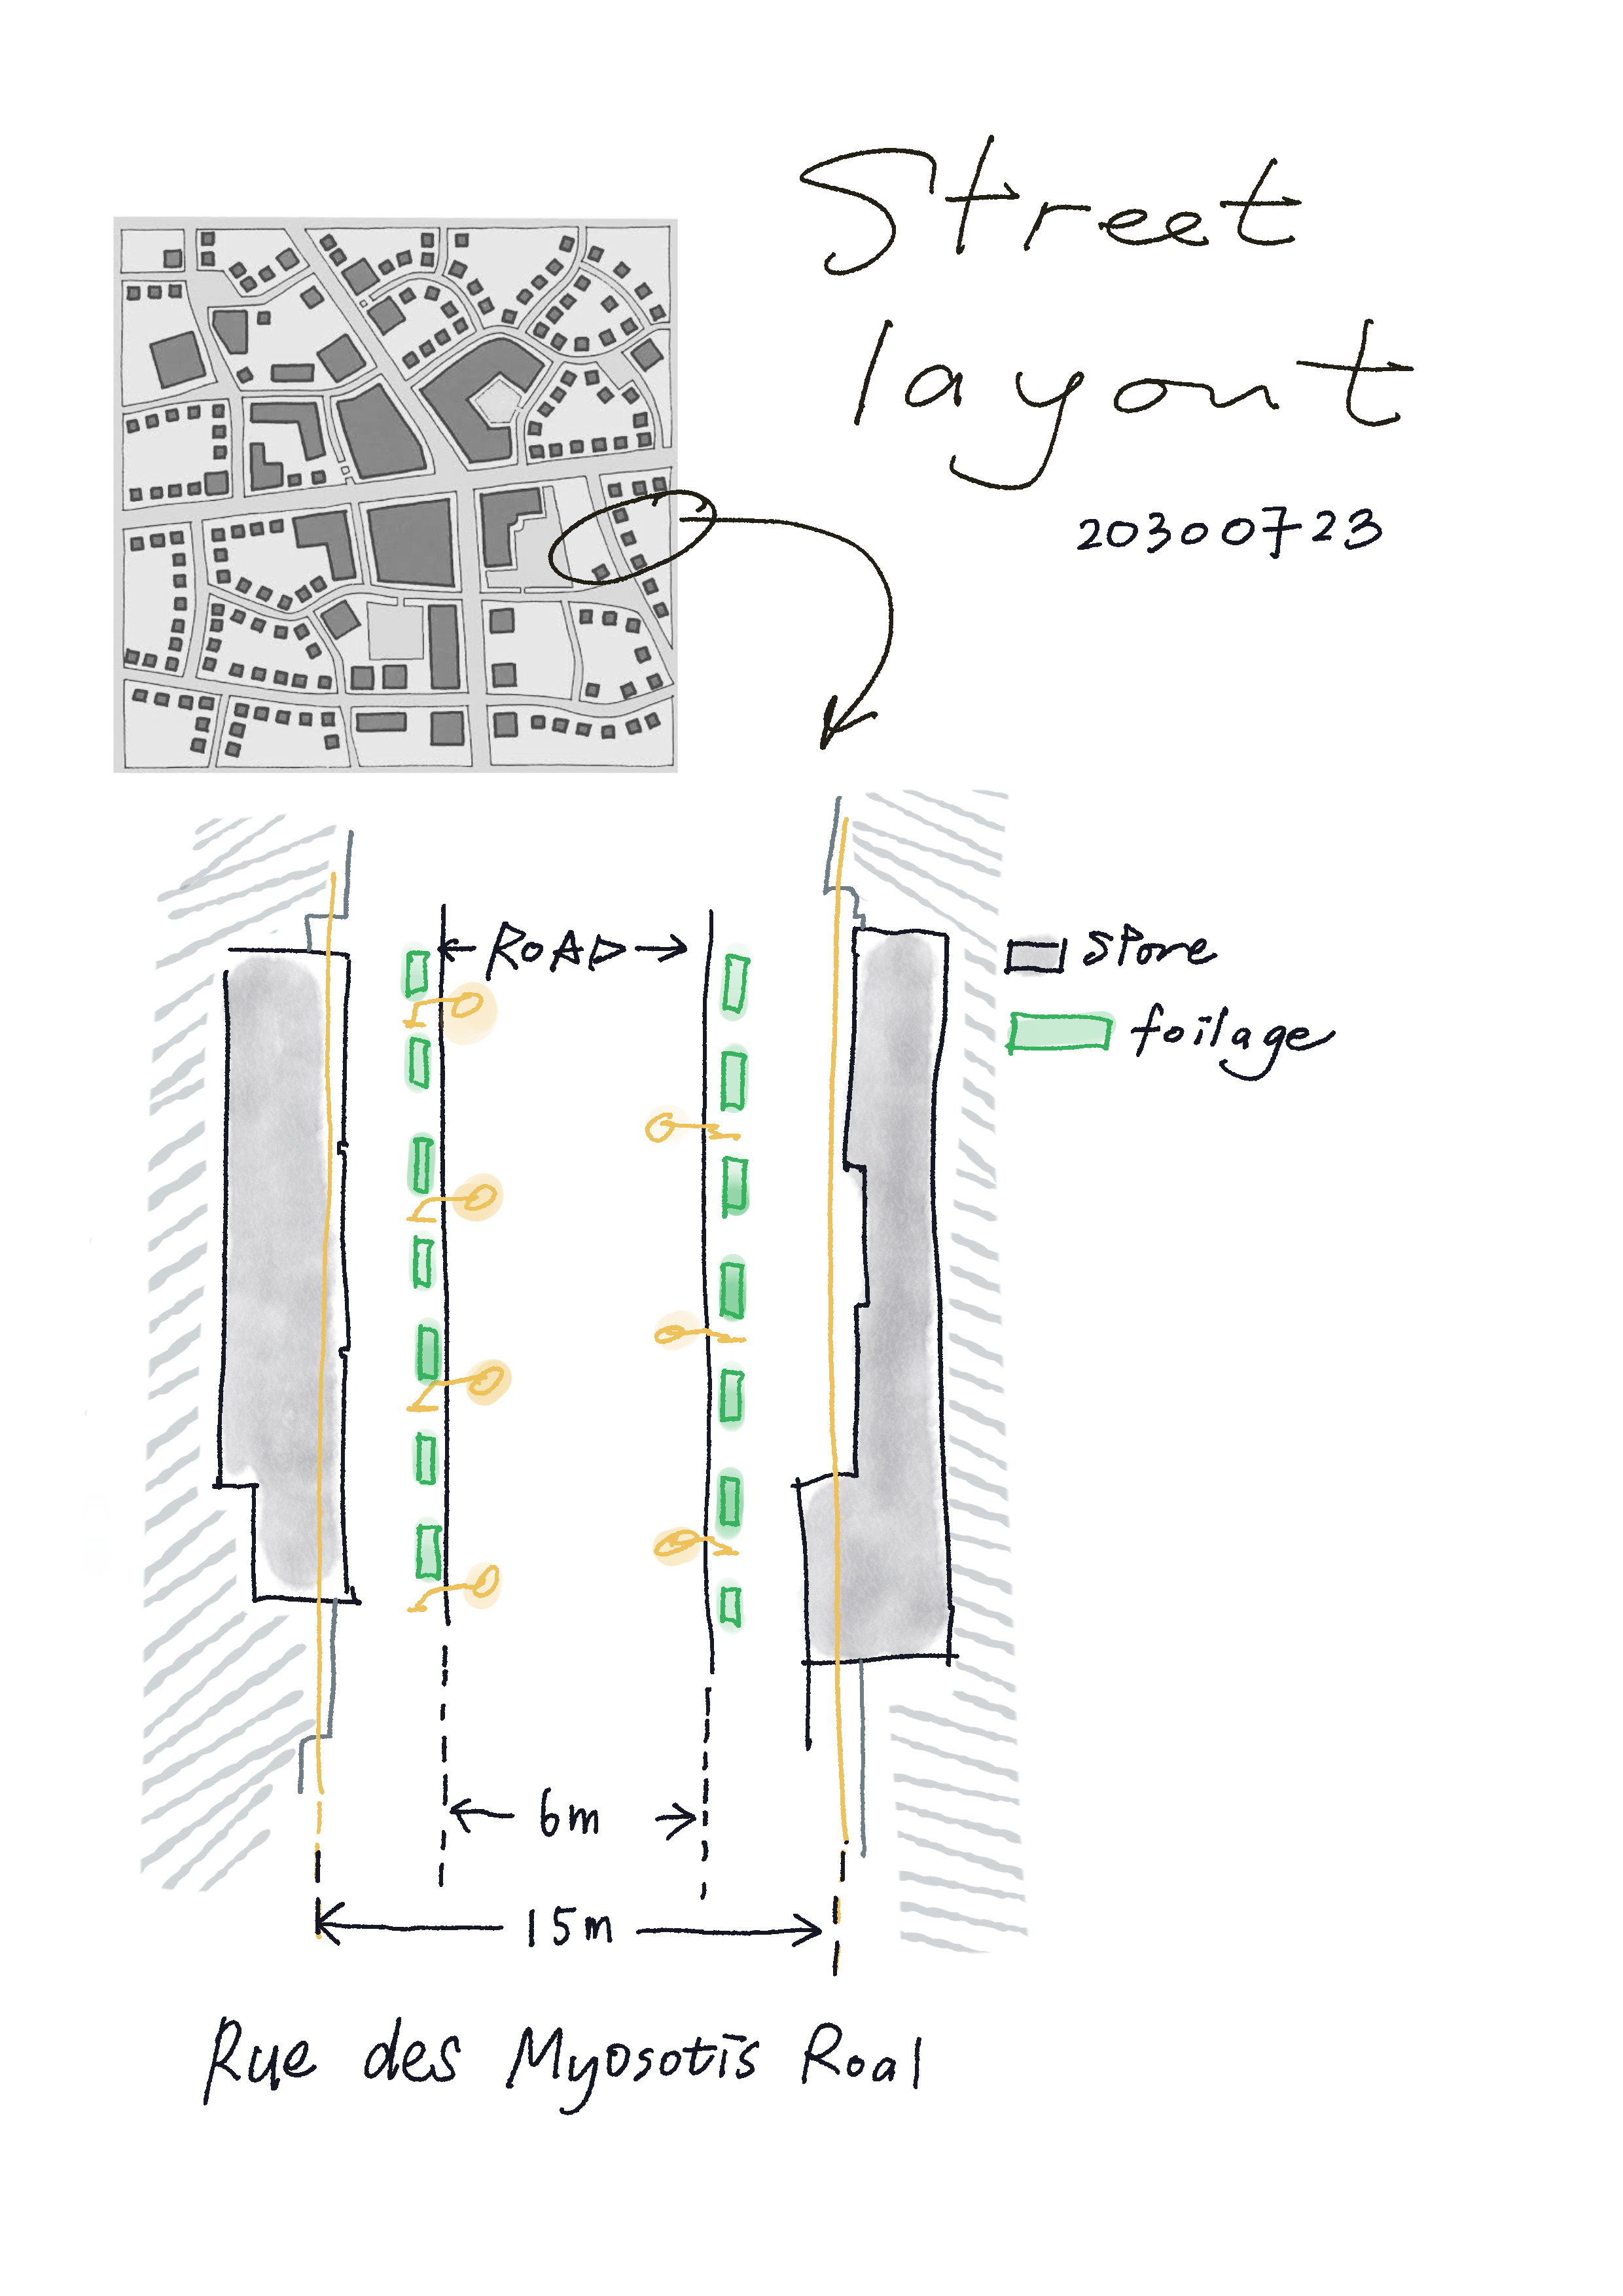 Street
layout
20300723
ROAD
Store
foilage
6m
15m
Rue des Myosotis Roal